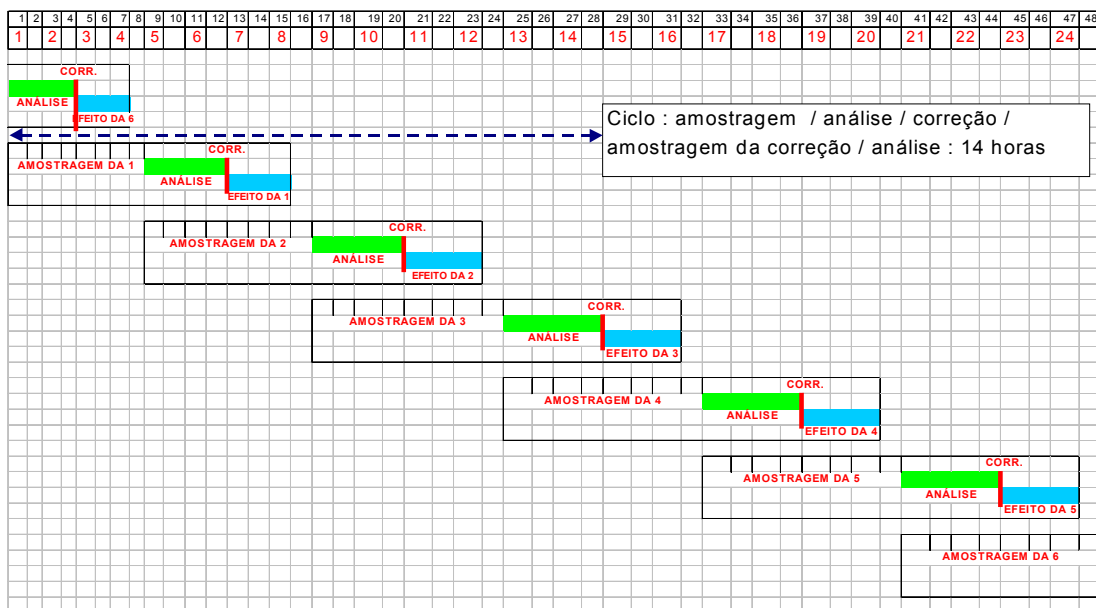 1 2 3 4 5 6 7 8 9 10 11 12 13 14 15 16 17 18 19 20 21 22 23 24 25 26 27 28 29 30 31 32 33 34 35 36 37 38 39 40 41 42 43 44 45 46 47 48
1 2 3 4 5 6 7 8 9 10 11 12 13 14 15 16 17 18 19 20 21 22 23 24
CORR.
ANÁLISE
EFEITO DA 6
Ciclo : amostragem / análise / correção /
amostragem da correção / análise : 14 horas
CORR.
AMOSTRAGEM DA 1
ANÁLISE
EFEITO DA 1
CORR.
AMOSTRAGEM DA 2
ANÁLISE
EFEITO DA 2
CORR.
AMOSTRAGEM DA 3
ANÁLISE
EFEITO DA 3
CORR.
AMOSTRAGEM DA 4
ANÁLISE
EFEITO DA 4
CORR.
AMOSTRAGEM DA 5
ANÁLISE
EFEITO DA 5
AMOSTRAGEM DA 6